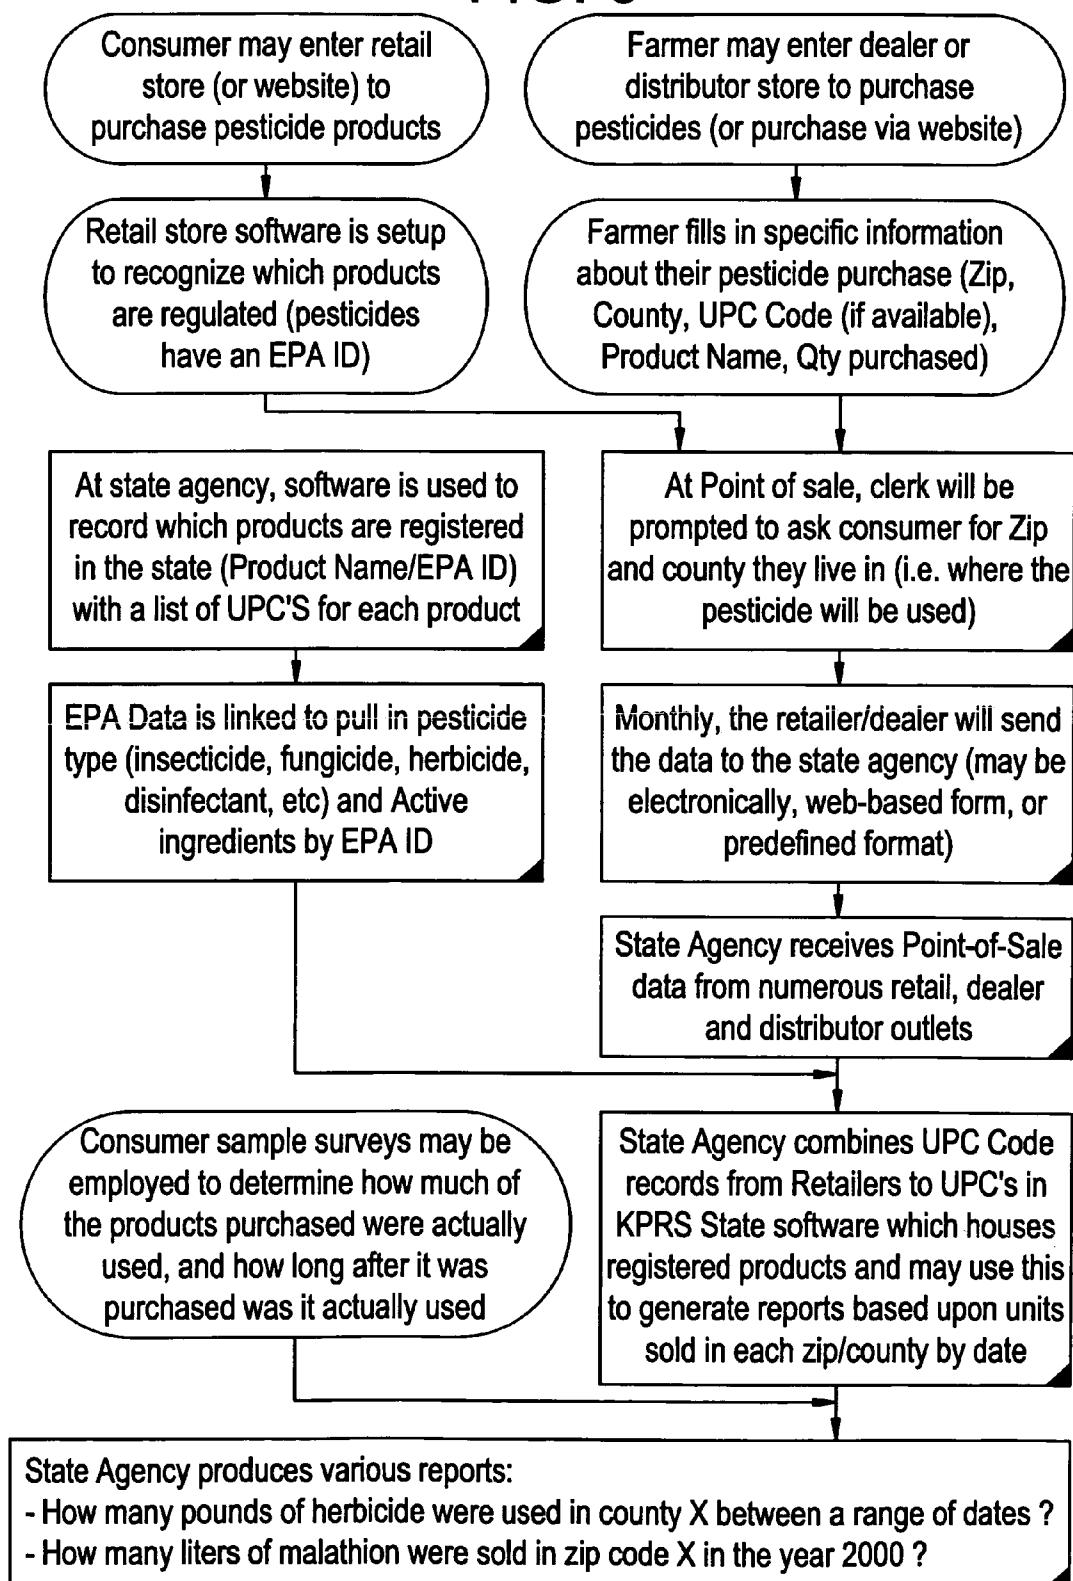 Consumer may enter retail
store (or website) to
purchase pesticide products
Farmer may enter dealer or
distributor store to purchase
pesticides (or purchase via website)
Retail store software is setup
to recognize which products
are regulated (pesticides
have an EPA ID)
Farmer fills in specific information
about their pesticide purchase (Zip,
County, UPC Code (if available),
Product Name, Qty purchased)
At state agency, software is used to
record which products are registered
in the state (Product Name/EPA ID)
with a list of UPC'S for each product
At Point of sale, clerk will be
prompted to ask consumer for Zip
and county they live in (i.e. where the
pesticide will be used)
EPA Data is linked to pull in pesticide
type (insecticide, fungicide, herbicide,
disinfectant, etc) and Active
ingredients by EPA ID
Monthly, the retailer/dealer will send
the data to the state agency (may be
electronically, web-based form, or
predefined format)
State Agency receives Point-of-Sale
data from numerous retail, dealer
and distributor outlets
Consumer sample surveys may be
employed to determine how much of
the products purchased were actually
used, and how long after it was
purchased was it actually used
State Agency combines UPC Code
records from Retailers to UPC's in
KPRS State software which houses
registered products and may use this
to generate reports based upon units
sold in each zip/county by date
State Agency produces various reports:
- How many pounds of herbicide were used in county X between a range of dates ?
- How many liters of malathion were sold in zip code X in the year 2000 ?